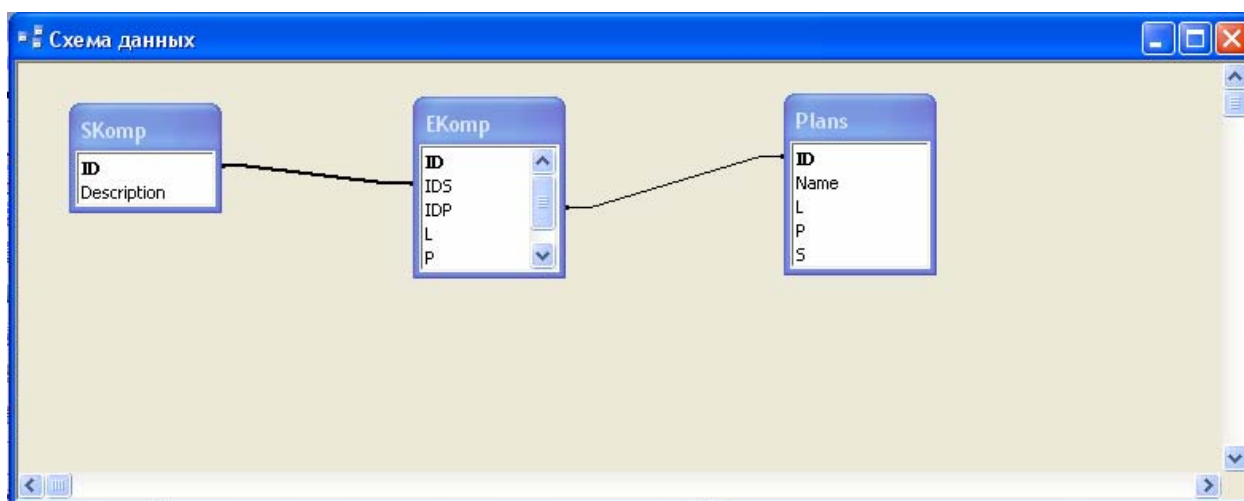 Схема данных
SKomp
ID
Description
EKomp
ID
IDS
IDP
L
P
Plans
ID
Name
L
P
S